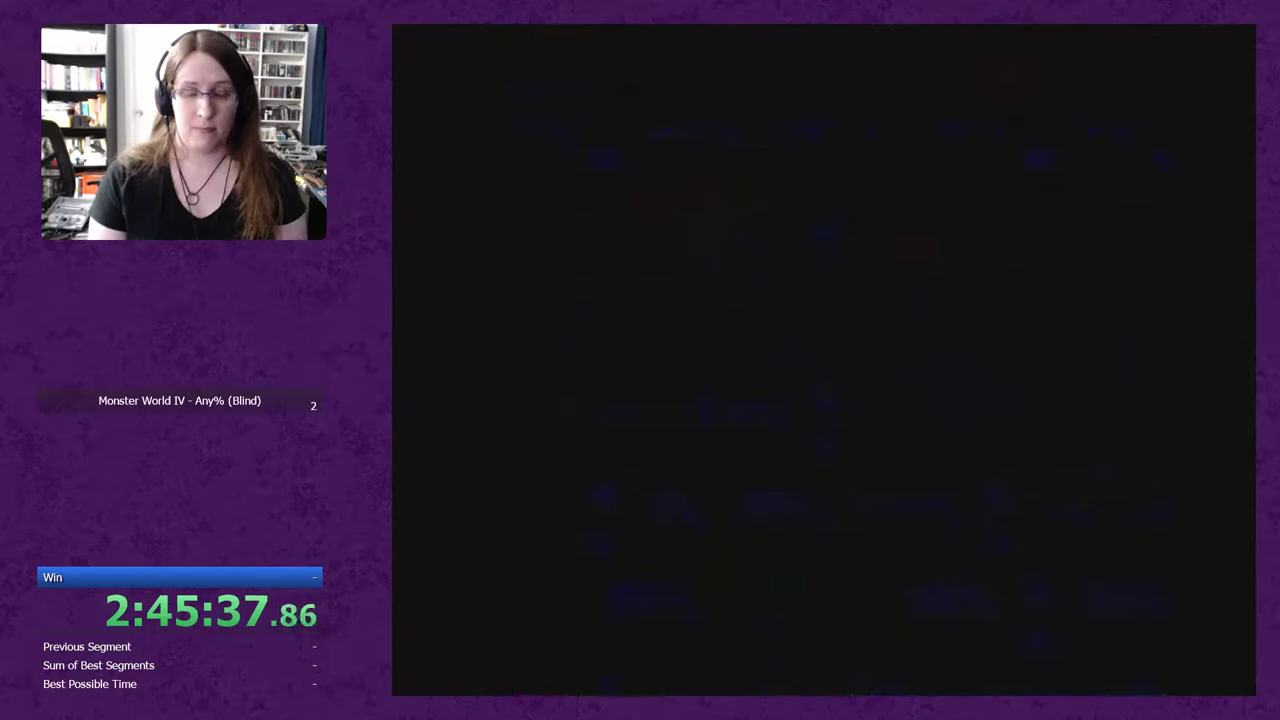 Monster World IV - Any% (Blind)
2
Win -
2:45:37.86
Previous Segment -
Sum of Best Segments -
Best Possible Time -